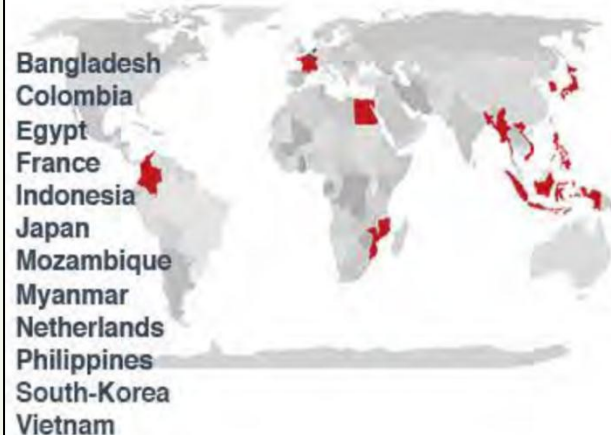 Bangladesh
Colombia
Egypt
France
Indonesia
Japan
Mozambique
Myanmar
Netherlands
Philippines
South-Korea
Vietnam